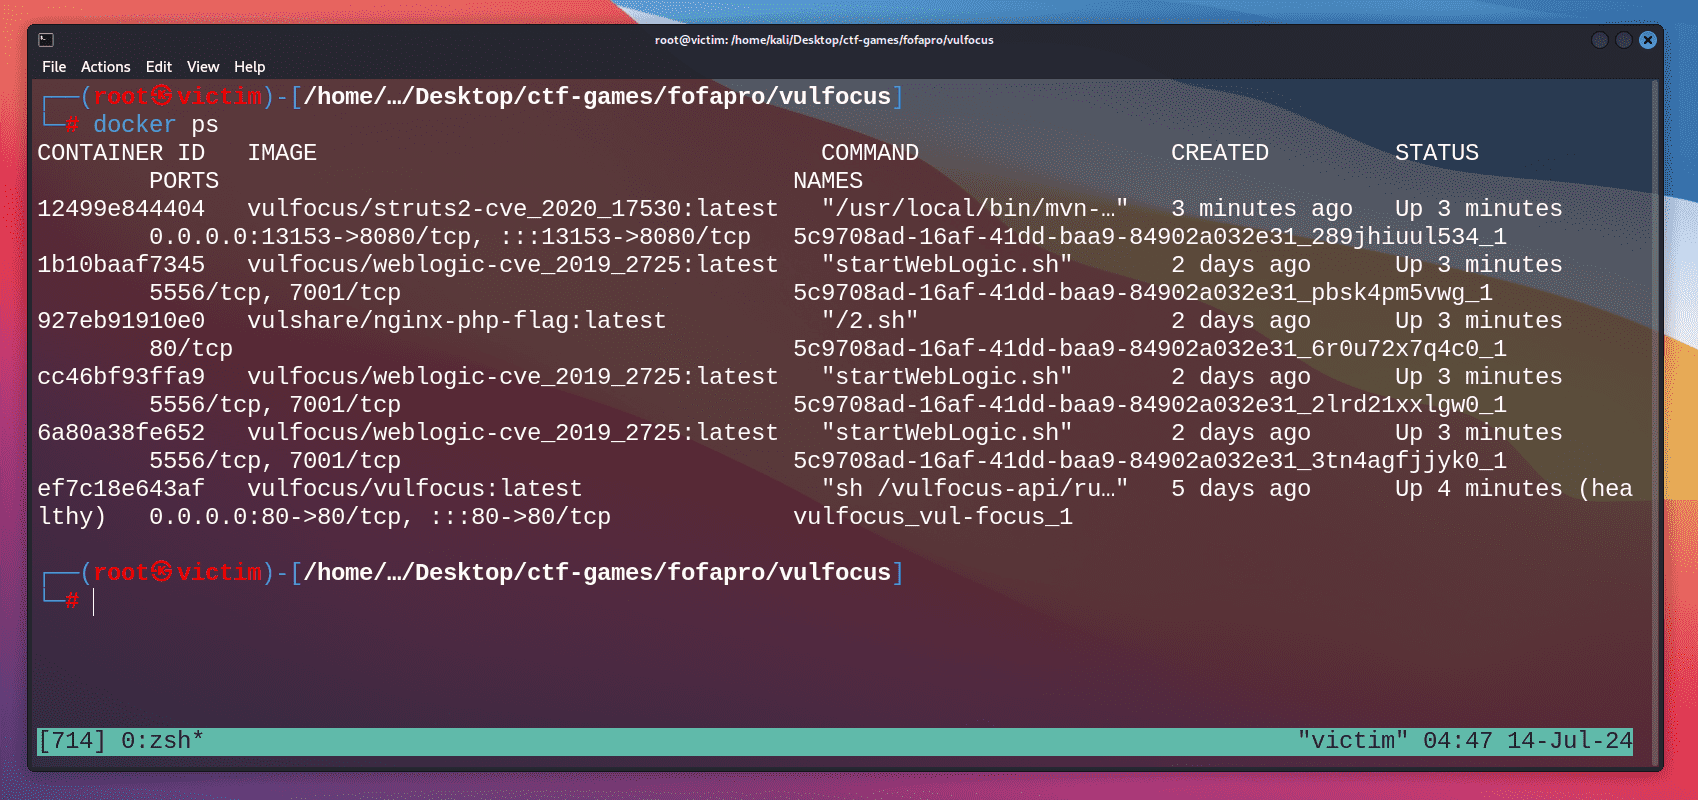 root@victim: /home/kali/Desktop/ctf-games/fofapro/vulfocus
File Actions Edit View Help
┌──(root㉿victim)-[/home/…/Desktop/ctf-games/fofapro/vulfocus]
└─# docker ps
CONTAINER ID   IMAGE                                    COMMAND                  CREATED         STATUS
        PORTS                                         NAMES
12499e844404   vulfocus/struts2-cve_2020_17530:latest   "/usr/local/bin/mvn-…"   3 minutes ago   Up 3 minutes
        0.0.0.0:13153->8080/tcp, :::13153->8080/tcp   5c9708ad-16af-41dd-baa9-84902a032e31_289jhiuul534_1
1b10baaf7345   vulfocus/weblogic-cve_2019_2725:latest   "startWebLogic.sh"       2 days ago      Up 3 minutes
        5556/tcp, 7001/tcp                            5c9708ad-16af-41dd-baa9-84902a032e31_pbsk4pm5vwg_1
927eb91910e0   vulshare/nginx-php-flag:latest           "/2.sh"                  2 days ago      Up 3 minutes
        80/tcp                                        5c9708ad-16af-41dd-baa9-84902a032e31_6r0u72x7q4c0_1
cc46bf93ffa9   vulfocus/weblogic-cve_2019_2725:latest   "startWebLogic.sh"       2 days ago      Up 3 minutes
        5556/tcp, 7001/tcp                            5c9708ad-16af-41dd-baa9-84902a032e31_2lrd21xxlgw0_1
6a80a38fe652   vulfocus/weblogic-cve_2019_2725:latest   "startWebLogic.sh"       2 days ago      Up 3 minutes
        5556/tcp, 7001/tcp                            5c9708ad-16af-41dd-baa9-84902a032e31_3tn4agfjjyk0_1
ef7c18e643af   vulfocus/vulfocus:latest                 "sh /vulfocus-api/ru…"   5 days ago      Up 4 minutes (hea
lthy)   0.0.0.0:80->80/tcp, :::80->80/tcp             vulfocus_vul-focus_1
┌──(root㉿victim)-[/home/…/Desktop/ctf-games/fofapro/vulfocus]
└─#
[714] 0:zsh* "victim" 04:47 14-Jul-24